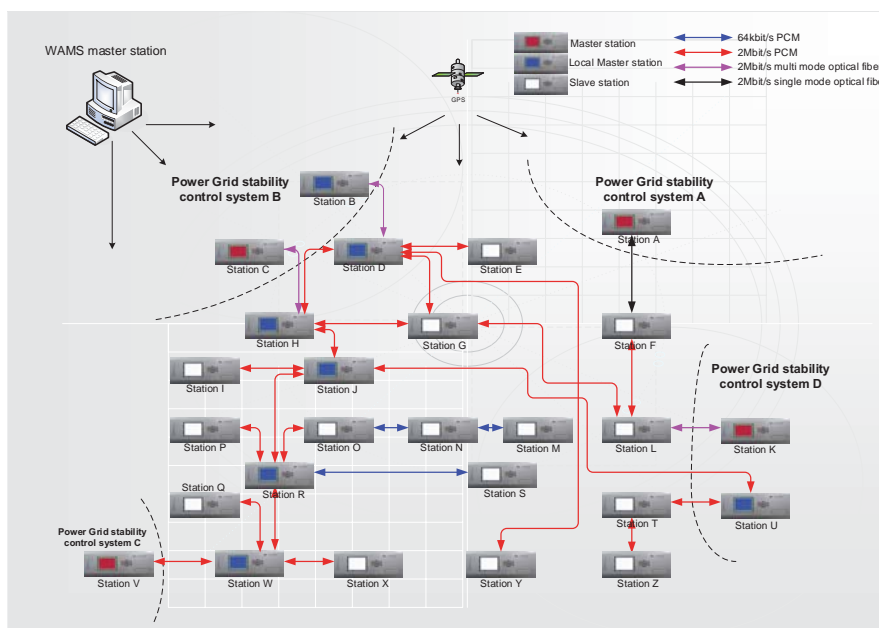 WAMS master station
GPS
Master station
Local Master station
Slave station
64kbit/s PCM
2Mbit/s PCM
2Mbit/s multi mode optical fiber
2Mbit/s single mode optical fibe
Power Grid stability
control system B
Station B
Power Grid stability
control system A
Station A
Station C
Station D
Station E
Station H
Station G
Station F
Power Grid stability
control system D
Station I
Station J
Station P
Station O
Station N
Station M
Station L
Station K
Station Q
Station R
Station S
Station T
Station U
Power Grid stability
control system C
Station V
Station W
Station X
Station Y
Station Z